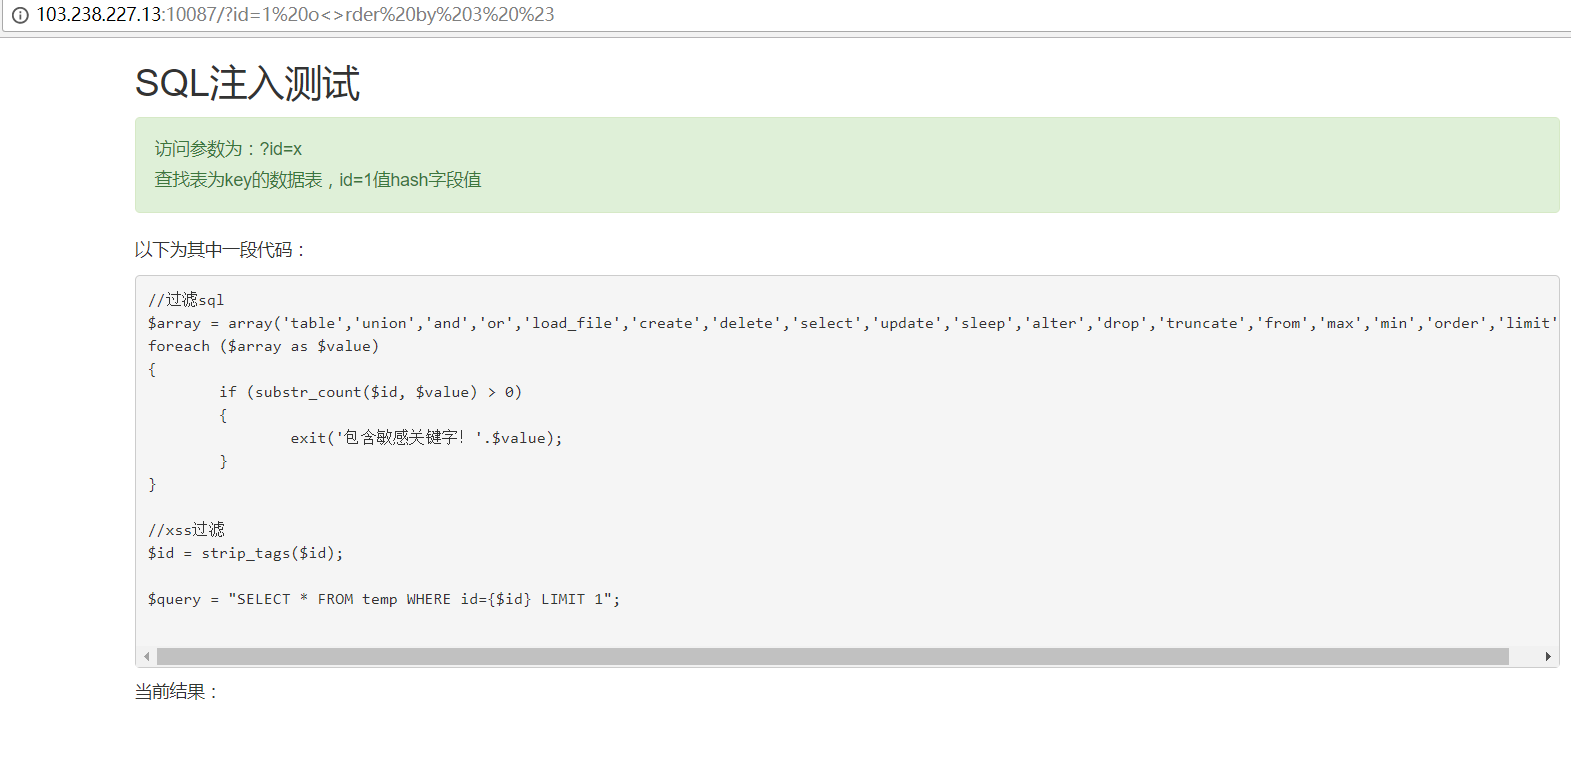 103.238.227.13:10087/?id=1%20o<>rder%20by%203%20%23
SQL注入测试
访问参数为：?id=x
查找表为key的数据表，id=1值hash字段值
以下为其中一段代码：
//过滤sql
$array = array('table','union','and','or','load_file','create','delete','select','update','sleep','alter','drop','truncate','from','max','min','order','limit'
foreach ($array as $value)
{
        if (substr_count($id, $value) > 0)
        {
                exit('包含敏感关键字！'.$value);
        }
}
//xss过滤
$id = strip_tags($id);
$query = "SELECT * FROM temp WHERE id={$id} LIMIT 1";
当前结果：